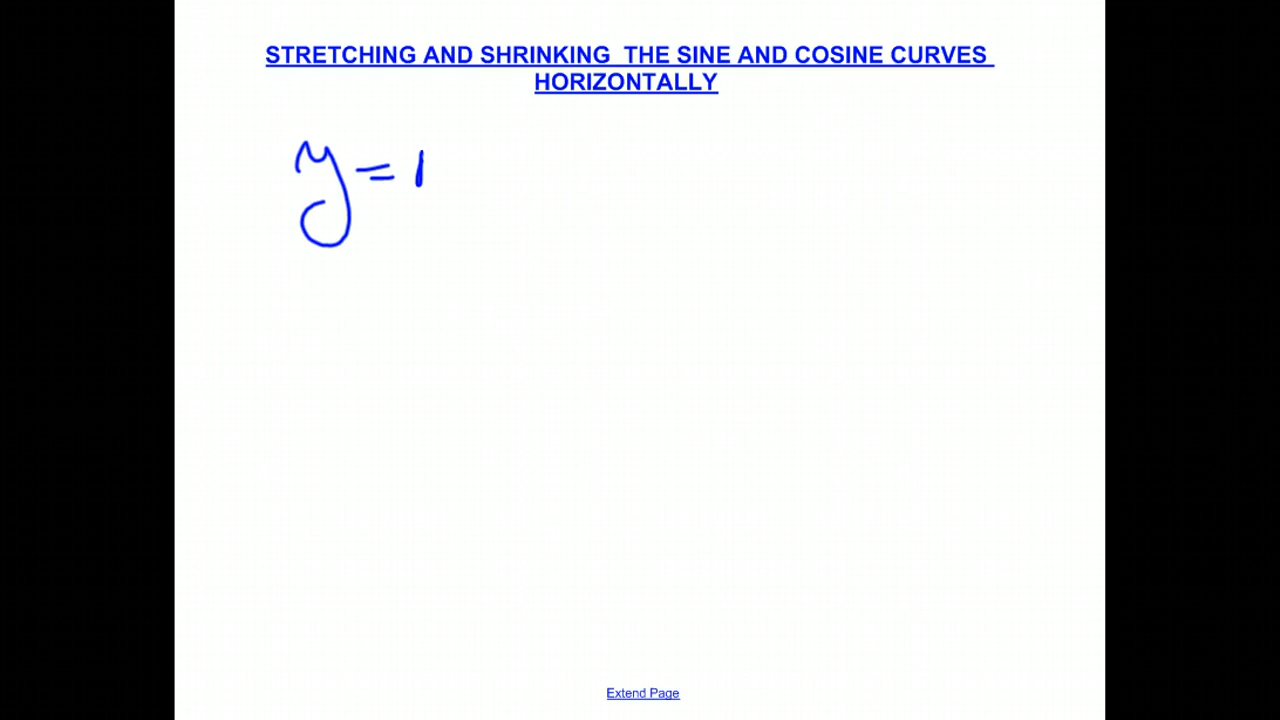 STRETCHING AND SHRINKING THE SINE AND COSINE CURVES
HORIZONTALLY
y = 1
Extend Page